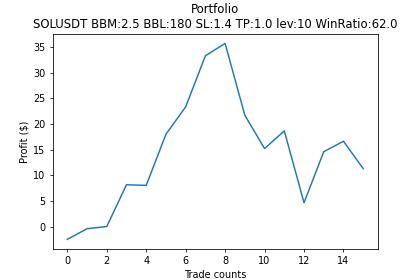 Portfolio
SOLUSDT BBM:2.5 BBL:180 SL:1.4 TP:1.0 lev:10 WinRatio:62.0
35
30
25
20
15
10
5
0
Profit ($)
0 2 4 6 8 10 12 14
Trade counts